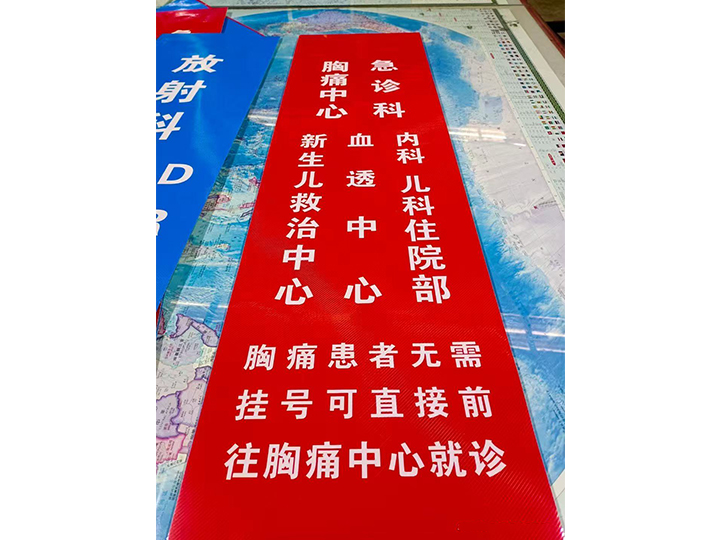 急诊科
胸痛中心
内科 儿科住院部
血透中心
新生儿救治中心
胸痛患者无需
挂号可直接前
往胸痛中心就诊
放射科 D